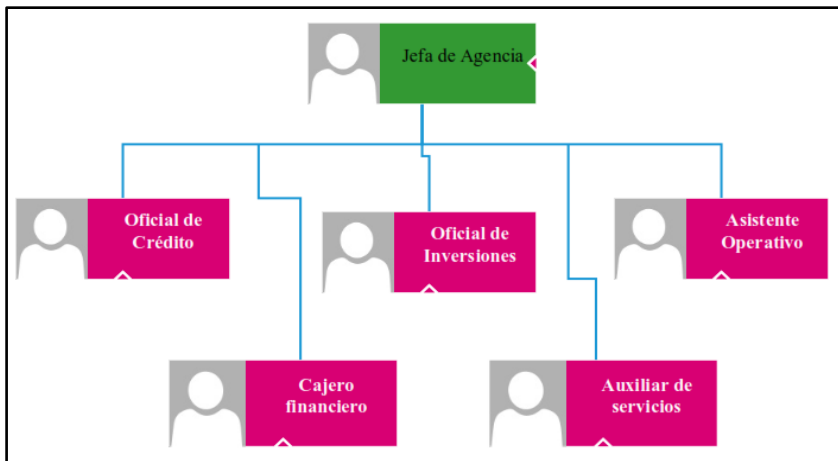 Jefa de Agencia
Oficial de
Crédito
Oficial de
Inversiones
Asistente
Operativo
Cajero
financiero
Auxiliar de
servicios